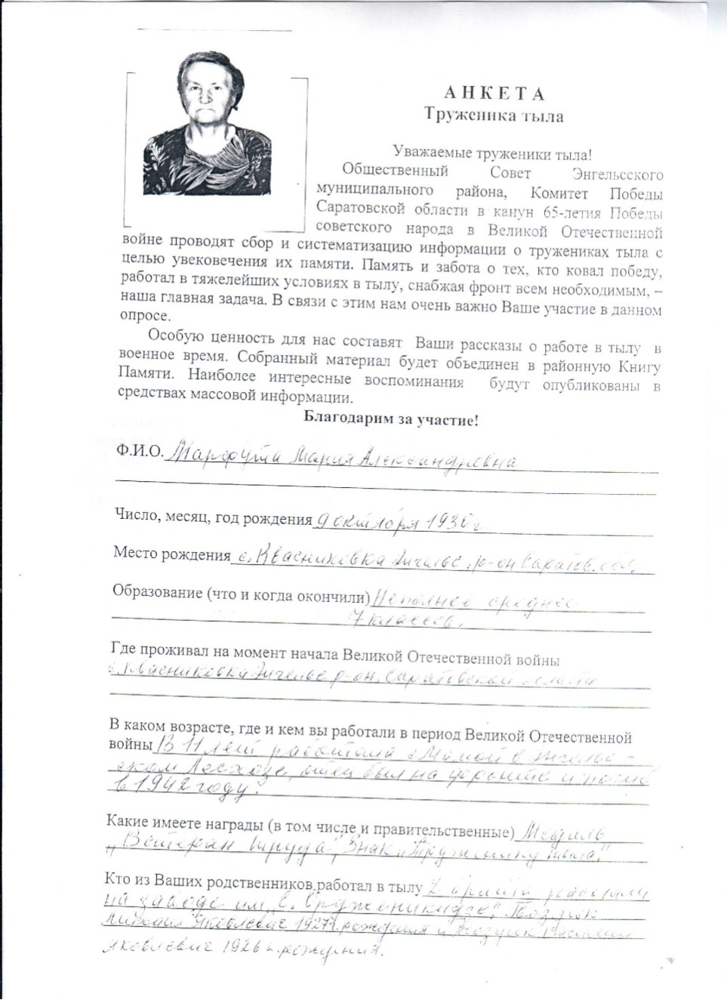 АНКЕТА
Труженика тыла
Уважаемые труженики тыла!
Общественный Совет Энгельсского
муниципального района, Комитет Победы
Саратовской области в канун 65-летия Победы
советского народа в Великой Отечественной
войне проводят сбор и систематизацию информации о тружениках тыла с
целью увековечения их памяти. Память и забота о тех, кто ковал победу,
работал в тяжелейших условиях в тылу, снабжая фронт всем необходимым, –
наша главная задача. В связи с этим нам очень важно Ваше участие в данном
опросе.
Особую ценность для нас составят Ваши рассказы о работе в тылу в
военное время. Собранный материал будет объединен в районную Книгу
Памяти. Наиболее интересные воспоминания будут опубликованы в
средствах массовой информации.
Благодарим за участие!
Ф.И.О. Марфута Мария Александровна
Число, месяц, год рождения 9 октября 1930 г
Место рождения с. Квасниковка Энгельс. р-он Саратов. обл.
Образование (что и когда окончили) Неполное среднее
7 классов.
Где проживал на момент начала Великой Отечественной войны
с. Квасниковка Энгельс р-он, Саратовской области
В каком возрасте, где и кем вы работали в период Великой Отечественной
войны В 11 лет работала с Мамой в Энгельс-
ском Лесхозе, отец был на фронте и погиб
в 1942 году.
Какие имеете награды (в том числе и правительственные) Медаль
„Ветеран труда", Знак „Труженику тыла."
Кто из Ваших родственников работал в тылу 2 брата работали
на заводе им. С. Орджоникидзе",
Михаил Яковлевич 1927г. рождения и Василий
Яковлевич 1926 г. рождения.